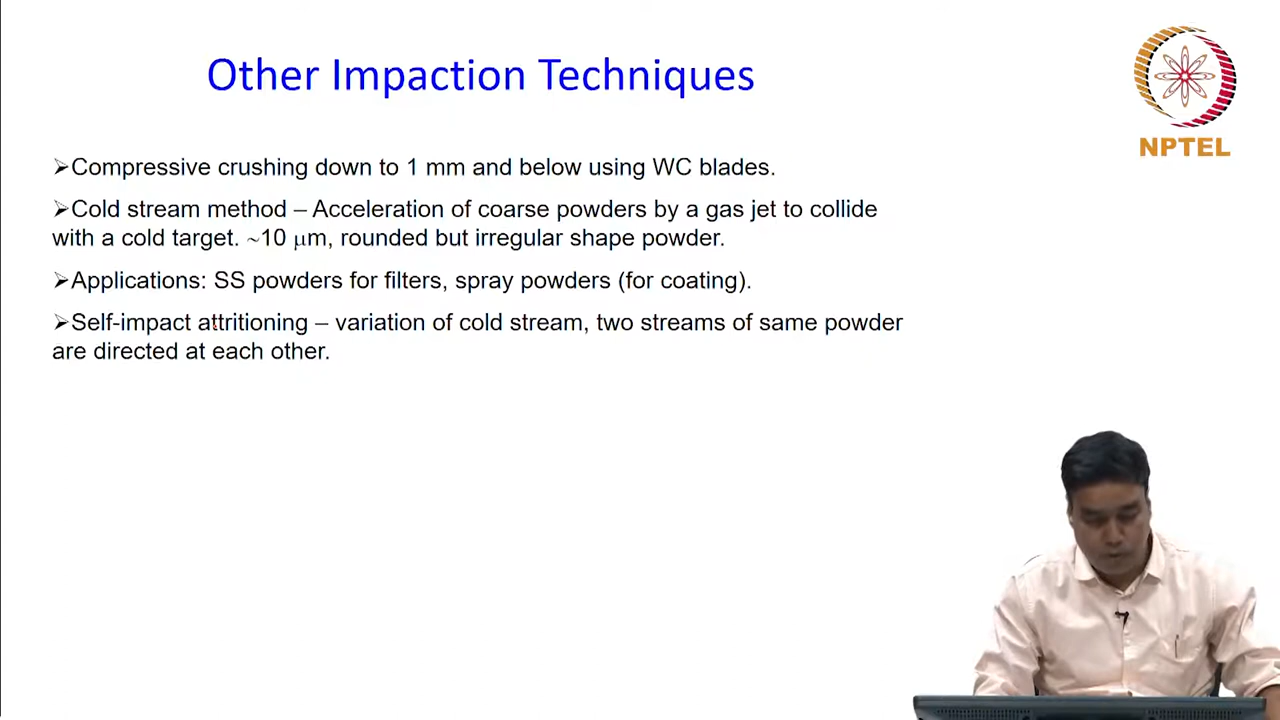 Other Impaction Techniques
NPTEL
➢Compressive crushing down to 1 mm and below using WC blades.
➢Cold stream method – Acceleration of coarse powders by a gas jet to collide
with a cold target. ~10 μm, rounded but irregular shape powder.
➢Applications: SS powders for filters, spray powders (for coating).
➢Self-impact attritioning – variation of cold stream, two streams of same powder
are directed at each other.